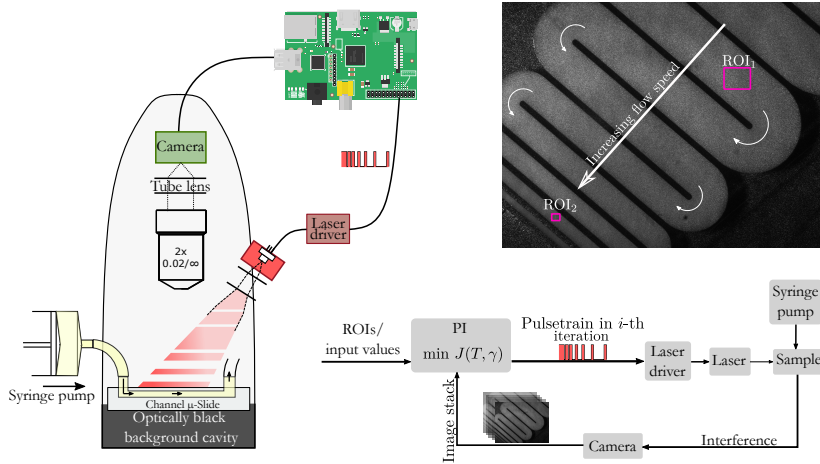 Camera
Tube lens
2x
0.02/∞
Laser
driver
Syringe pump
Channel μ-Slide
Optically black
background cavity
ROI₁
Increasing flow speed
ROI₂
ROIs/
input values
PI
min J(T, γ)
Pulsetrain in i-th
iteration
Laser
driver
Laser
Syringe
pump
Sample
Interference
Camera
Image stack